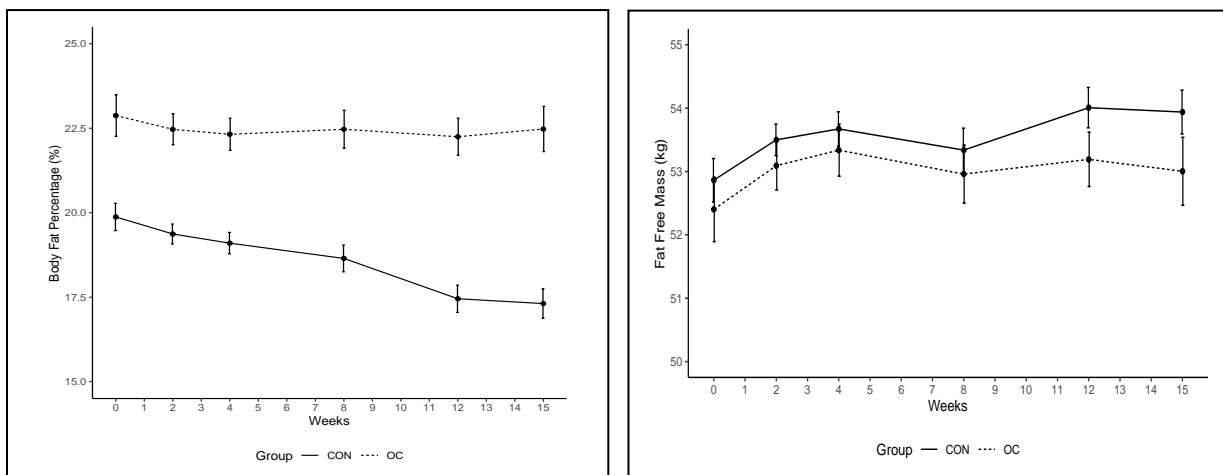 25.0
22.5
20.0
17.5
15.0
Body Fat Percentage (%)
0 1 2 3 4 5 6 7 8 9 10 11 12 13 14 15
Weeks
Group CON OC
55
54
53
52
51
50
Fat Free Mass (kg)
0 1 2 3 4 5 6 7 8 9 10 11 12 13 14 15
Weeks
Group CON OC